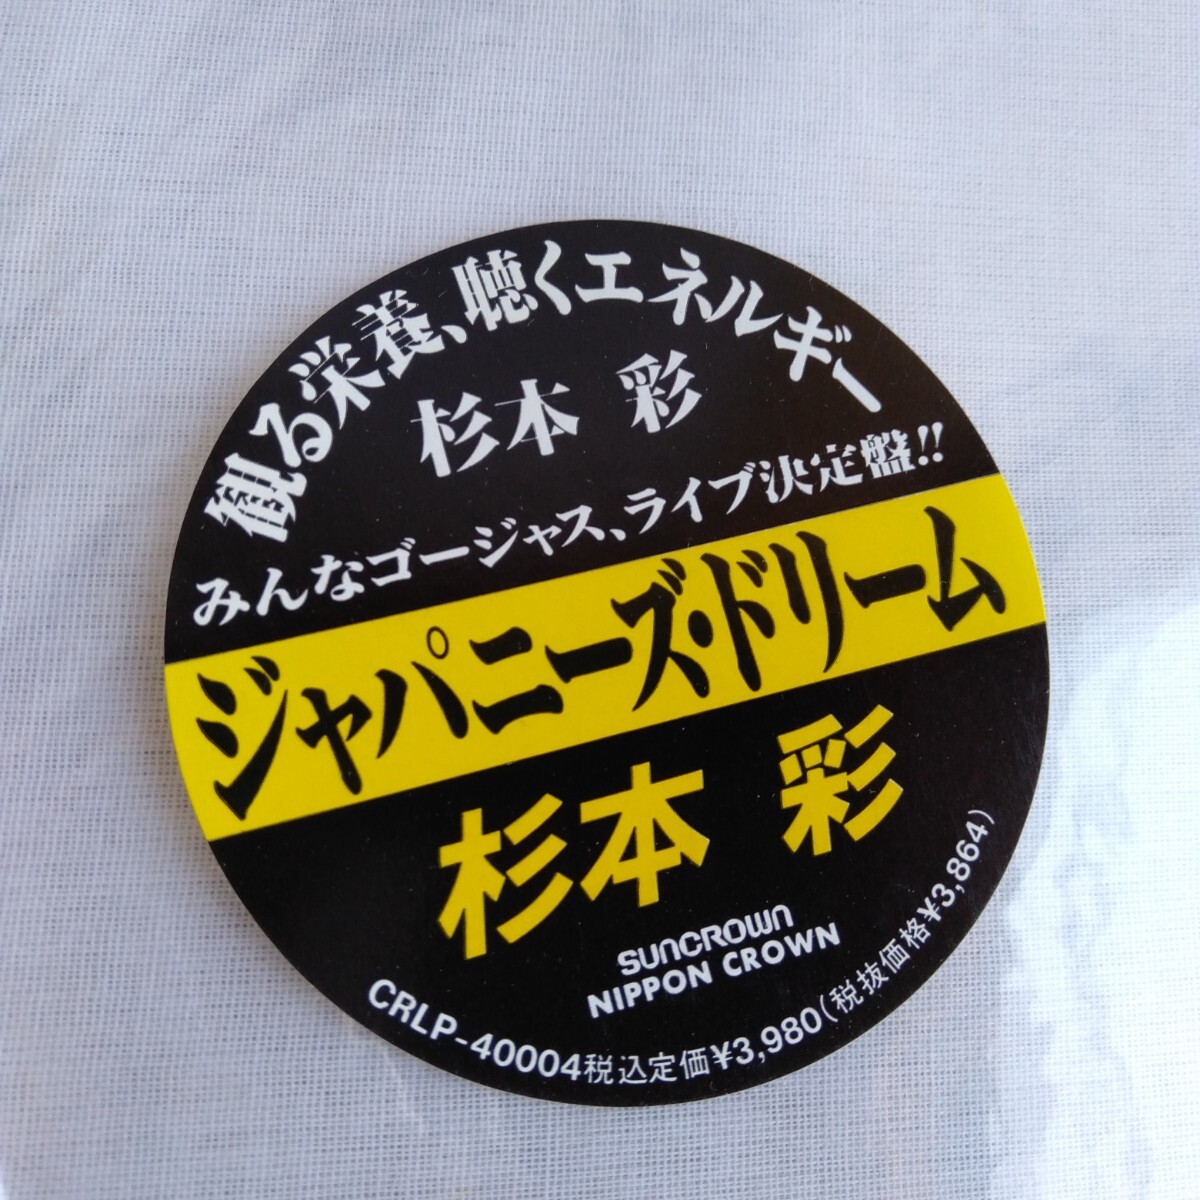 観る栄養、聴くエネルギー
杉本 彩
みんなゴージャス、ライブ決定盤!!
ジャパニーズ・ドリーム
杉本 彩
SUNCROWN
NIPPON CROWN
CRLP-40004税込定価¥3,980(税抜価格¥3,864)